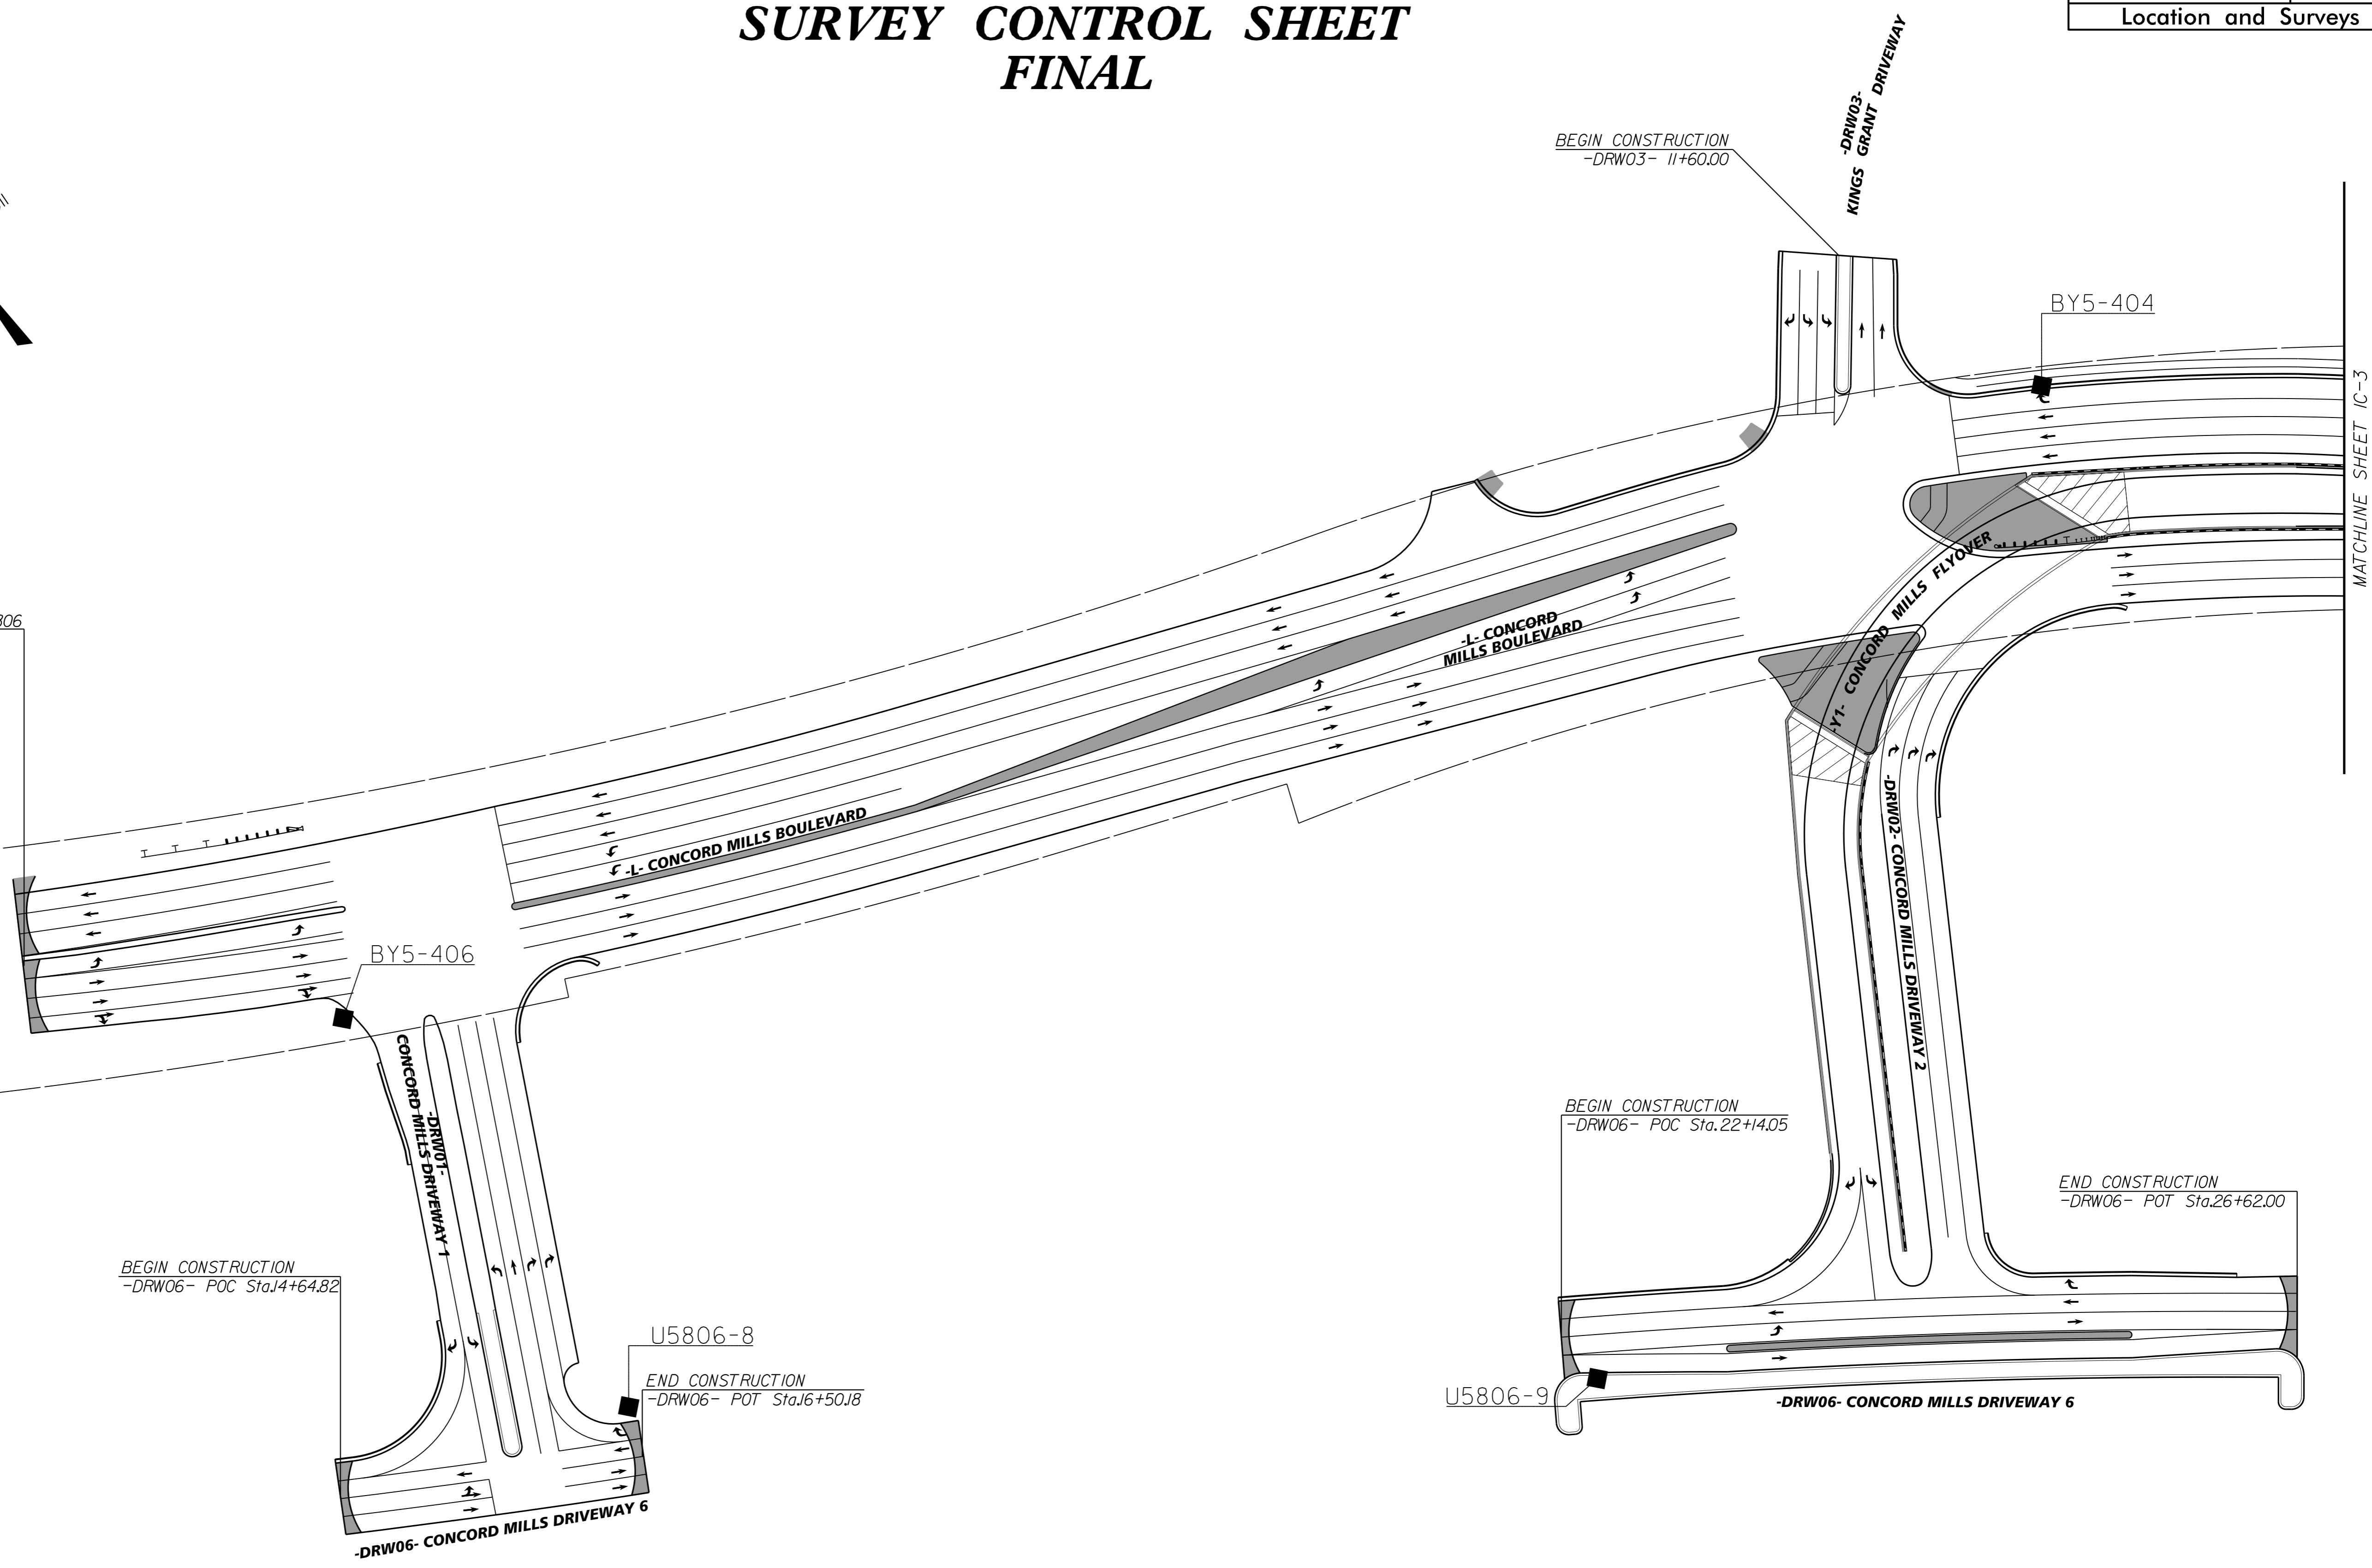 SURVEY CONTROL SHEET
FINAL
Location and Surveys
-DRW03-
KINGS GRANT DRIVEWAY
BEGIN CONSTRUCTION
-DRW03- 11+60.00
BY5-404
MATCHLINE SHEET IC-3
-Y1- CONCORD MILLS FLYOVER
-L- CONCORD
MILLS BOULEVARD
-L- CONCORD MILLS BOULEVARD
BY5-406
-DRW02- CONCORD MILLS DRIVEWAY 2
-DRW01-
CONCORD MILLS DRIVEWAY 1
BEGIN CONSTRUCTION
-DRW06- POC Sta.22+14.05
END CONSTRUCTION
-DRW06- POT Sta.26+62.00
BEGIN CONSTRUCTION
-DRW06- POC Sta.14+64.82
U5806-8
END CONSTRUCTION
-DRW06- POT Sta.16+50.18
U5806-9
-DRW06- CONCORD MILLS DRIVEWAY 6
-DRW06- CONCORD MILLS DRIVEWAY 6